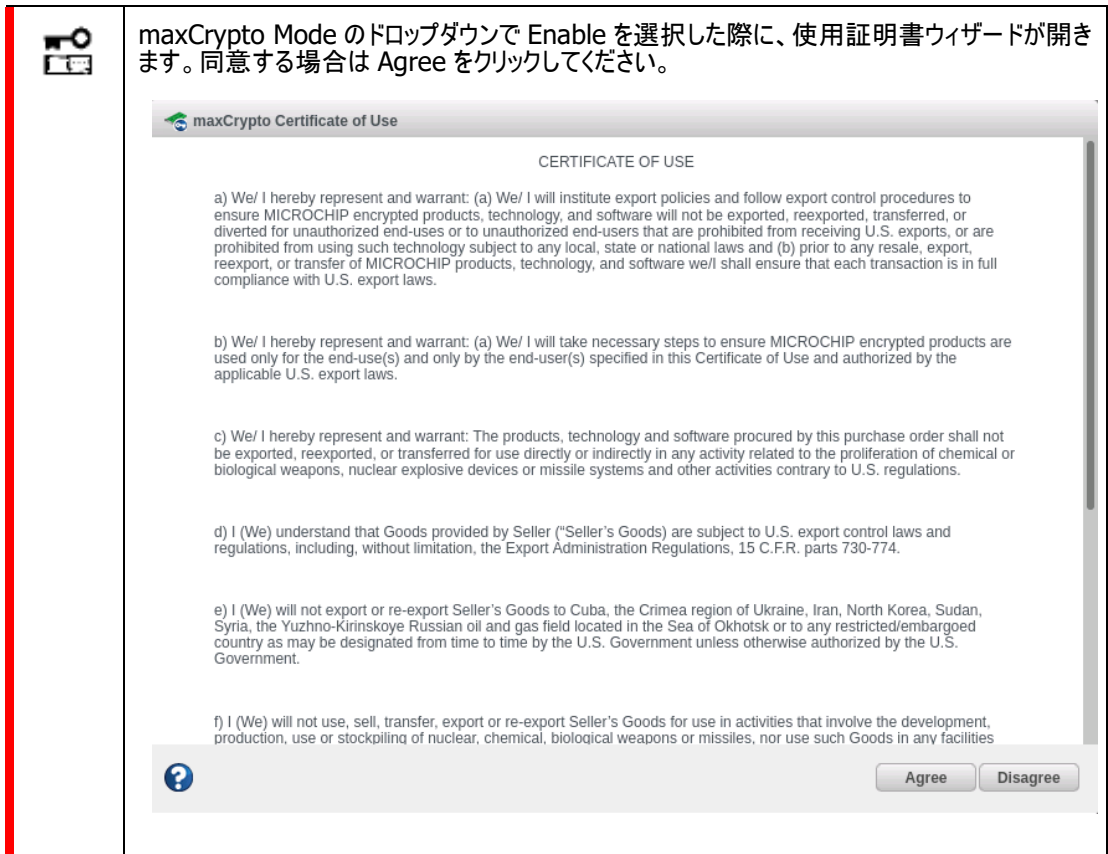 maxCrypto Mode のドロップダウンで Enable を選択した際に、使用証明書ウィザードが開き
ます。同意する場合は Agree をクリックしてください。
maxCrypto Certificate of Use
CERTIFICATE OF USE
a) We/ I hereby represent and warrant: (a) We/ I will institute export policies and follow export control procedures to
ensure MICROCHIP encrypted products, technology, and software will not be exported, reexported, transferred, or
diverted for unauthorized end-uses or to unauthorized end-users that are prohibited from receiving U.S. exports, or are
prohibited from using such technology subject to any local, state or national laws and (b) prior to any resale, export,
reexport, or transfer of MICROCHIP products, technology, and software we/I shall ensure that each transaction is in full
compliance with U.S. export laws.
b) We/ I hereby represent and warrant: (a) We/ I will take necessary steps to ensure MICROCHIP encrypted products are
used only for the end-use(s) and only by the end-user(s) specified in this Certificate of Use and authorized by the
applicable U.S. export laws.
c) We/ I hereby represent and warrant: The products, technology and software procured by this purchase order shall not
be exported, reexported, or transferred for use directly or indirectly in any activity related to the proliferation of chemical or
biological weapons, nuclear explosive devices or missile systems and other activities contrary to U.S. regulations.
d) I (We) understand that Goods provided by Seller (“Seller’s Goods) are subject to U.S. export control laws and
regulations, including, without limitation, the Export Administration Regulations, 15 C.F.R. parts 730-774.
e) I (We) will not export or re-export Seller’s Goods to Cuba, the Crimea region of Ukraine, Iran, North Korea, Sudan,
Syria, the Yuzhno-Kirinskoye Russian oil and gas field located in the Sea of Okhotsk or to any restricted/embargoed
country as may be designated from time to time by the U.S. Government unless otherwise authorized by the U.S.
Government.
f) I (We) will not use, sell, transfer, export or re-export Seller’s Goods for use in activities that involve the development,
production, use or stockpiling of nuclear, chemical, biological weapons or missiles, nor use such Goods in any facilities
Agree
Disagree